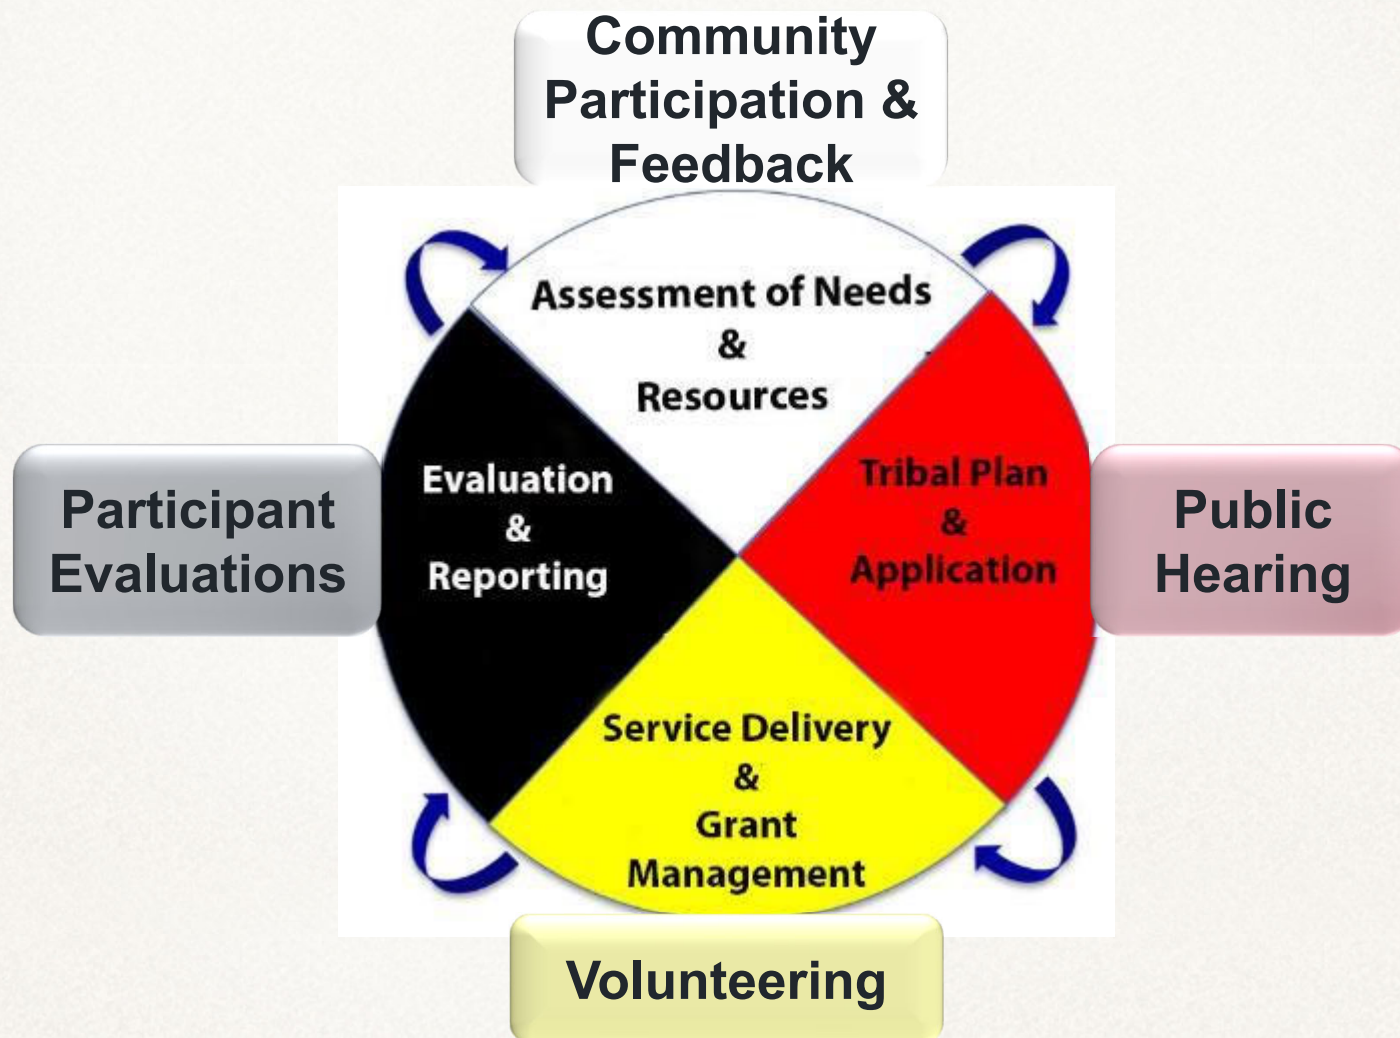 Community
Participation &
Feedback
Assessment of Needs
&
Resources
Evaluation
&
Reporting
Tribal Plan
&
Application
Participant
Evaluations
Public
Hearing
Service Delivery
&
Grant
Management
Volunteering